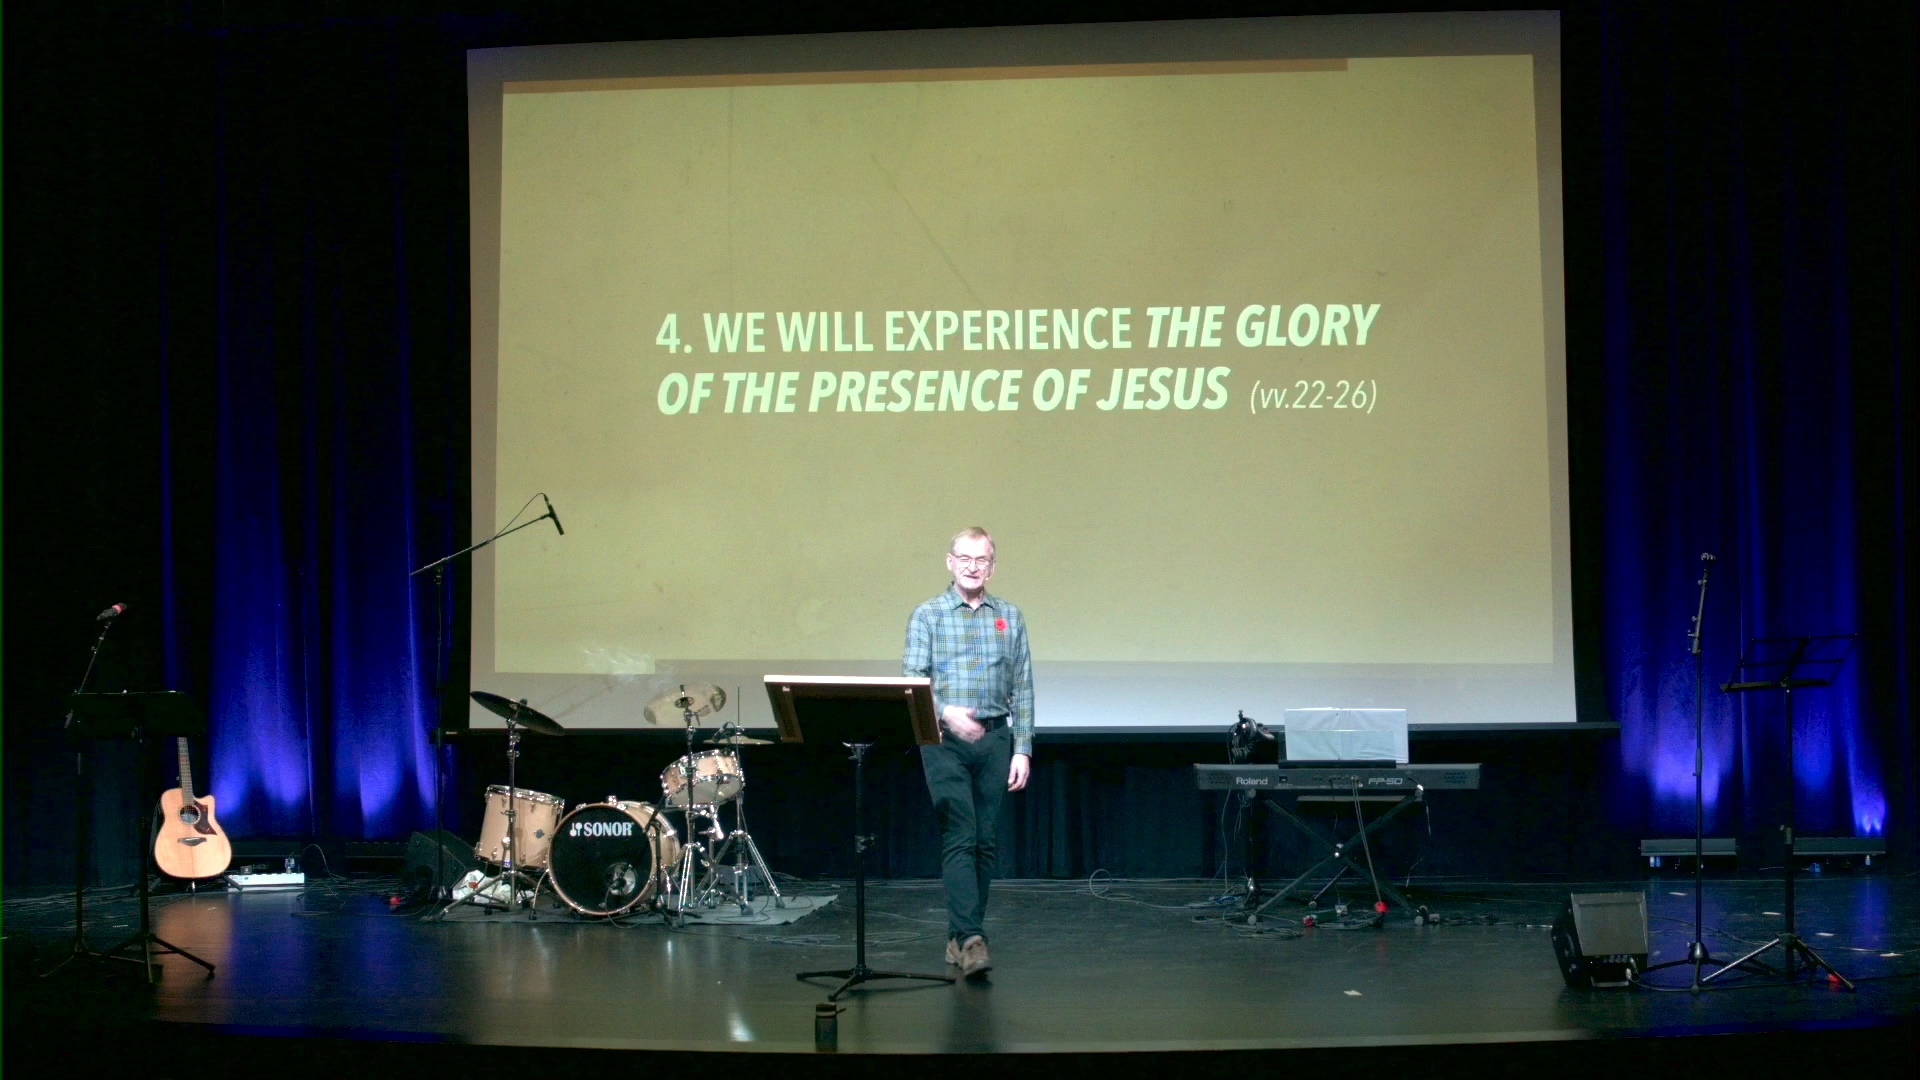 4. WE WILL EXPERIENCE THE GLORY
OF THE PRESENCE OF JESUS (vv.22-26)
SONOR
Roland
FP-50